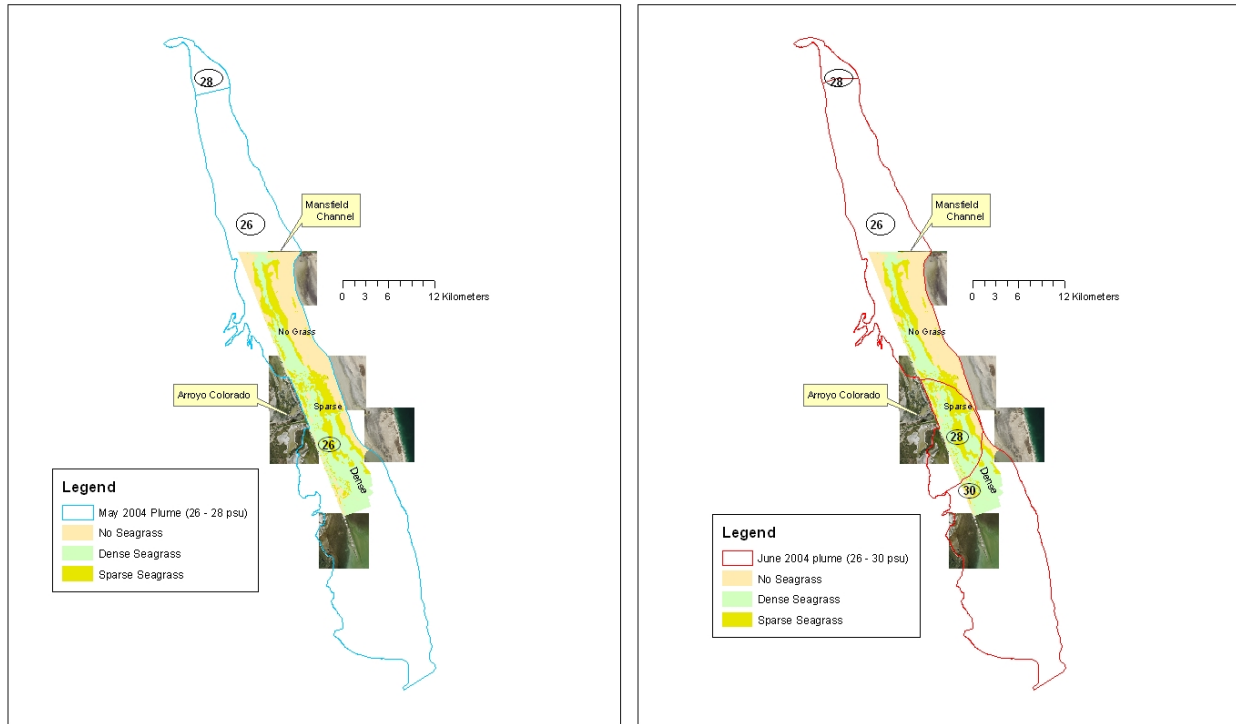 28
26
Mansfield
Channel
0 3 6 12 Kilometers
No Grass
Arroyo Colorado
Sparse
26
Dense
Legend
May 2004 Plume (26 - 28 psu)
No Seagrass
Dense Seagrass
Sparse Seagrass
28
26
Mansfield
Channel
0 3 6 12 Kilometers
No Grass
Arroyo Colorado
Sparse
28
Dense
30
Legend
June 2004 plume (26 - 30 psu)
No Seagrass
Dense Seagrass
Sparse Seagrass